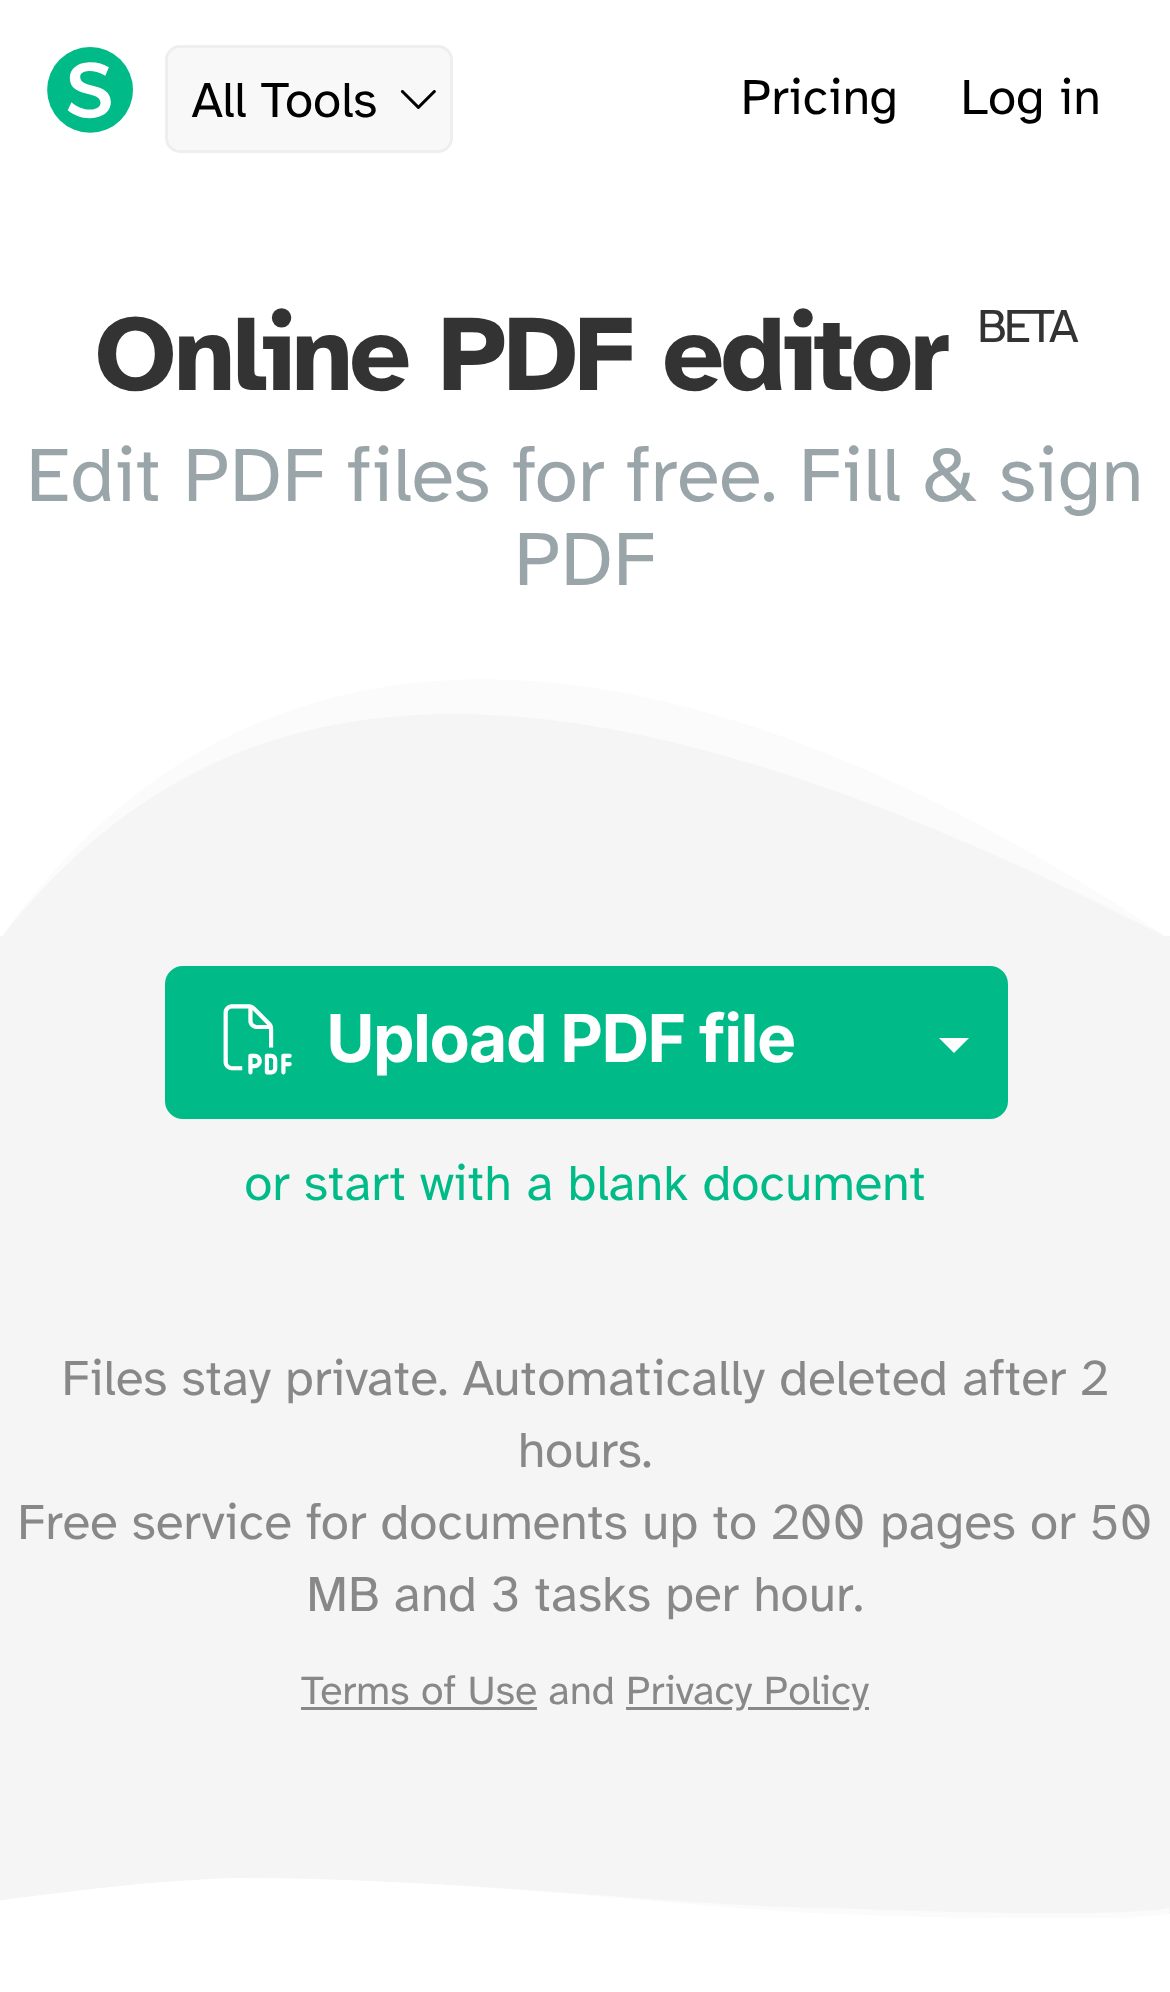 S
All Tools
Pricing
Log in
Online PDF editor BETA
Edit PDF files for free. Fill & sign
PDF
PDF
Upload PDF file
or start with a blank document
Files stay private. Automatically deleted after 2
hours.
Free service for documents up to 200 pages or 50
MB and 3 tasks per hour.
Terms of Use and Privacy Policy